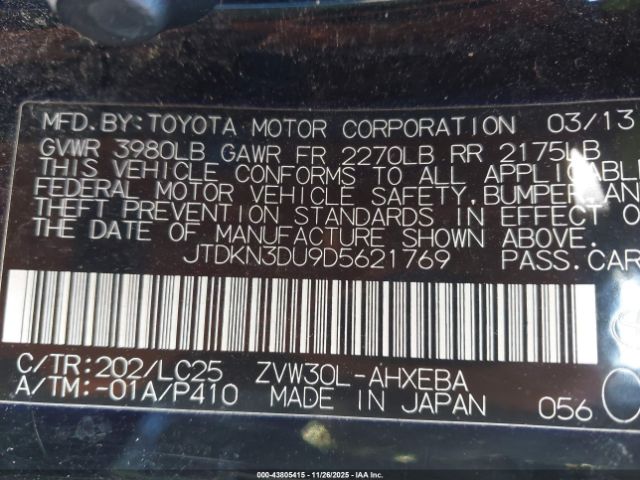 MFD.BY:TOYOTA MOTOR CORPORATION 03/13
GVWR 3980LB GAWR FR 2270LB RR 2175LB
THIS VEHICLE CONFORMS TO ALL APPLICABLE
FEDERAL MOTOR VEHICLE SAFETY, BUMPER, AN
THEFT PREVENTION STANDARDS IN EFFECT O
THE DATE OF MANUFACTURE SHOWN ABOVE.
JTDKN3DU9D5621769 PASS.CAR
C/TR:202/LC25 ZVW30L-AHXEBA
A/TM:-01A/P410 MADE IN JAPAN 056
000-43805415 - 11/26/2025 - IAA Inc.